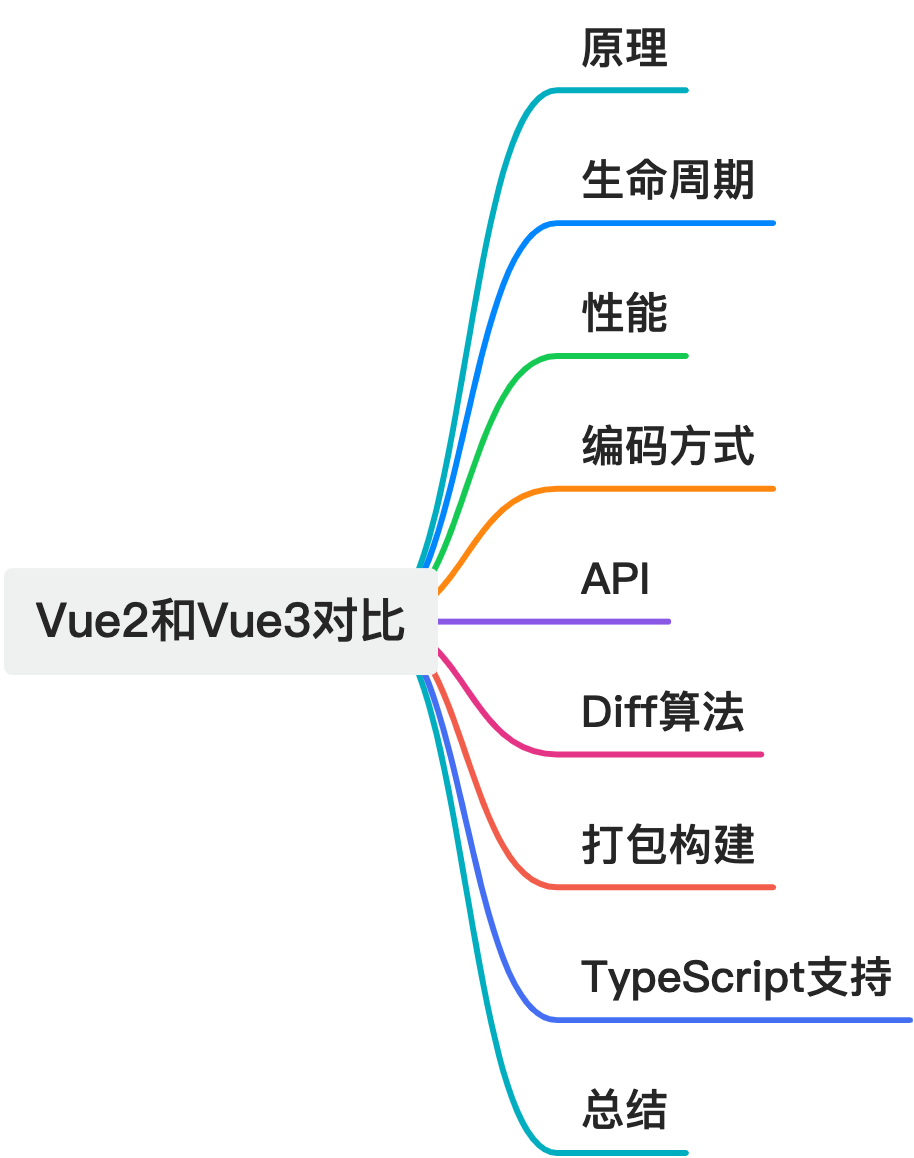 原理
生命周期
性能
编码方式
Vue2和Vue3对比
API
Diff算法
打包构建
TypeScript支持
总结